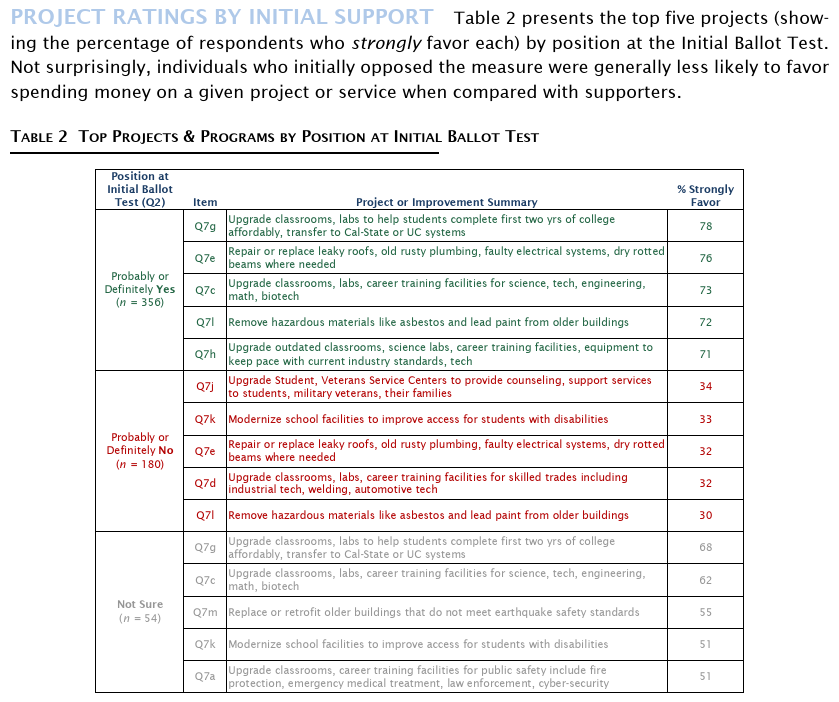 PROJECT RATINGS BY INITIAL SUPPORT Table 2 presents the top five projects (show-
ing the percentage of respondents who strongly favor each) by position at the Initial Ballot Test.
Not surprisingly, individuals who initially opposed the measure were generally less likely to favor
spending money on a given project or service when compared with supporters.
TABLE 2 TOP PROJECTS & PROGRAMS BY POSITION AT INITIAL BALLOT TEST
Position at
Initial Ballot
Test (Q2)
Item
Project or Improvement Summary
% Strongly
Favor
Probably or
Definitely Yes
(n = 356)
Q7g
Upgrade classrooms, labs to help students complete first two yrs of college
affordably, transfer to Cal-State or UC systems
78
Q7e
Repair or replace leaky roofs, old rusty plumbing, faulty electrical systems, dry rotted
beams where needed
76
Q7c
Upgrade classrooms, labs, career training facilities for science, tech, engineering,
math, biotech
73
Q7l
Remove hazardous materials like asbestos and lead paint from older buildings
72
Q7h
Upgrade outdated classrooms, science labs, career training facilities, equipment to
keep pace with current industry standards, tech
71
Probably or
Definitely No
(n = 180)
Q7j
Upgrade Student, Veterans Service Centers to provide counseling, support services
to students, military veterans, their families
34
Q7k
Modernize school facilities to improve access for students with disabilities
33
Q7e
Repair or replace leaky roofs, old rusty plumbing, faulty electrical systems, dry rotted
beams where needed
32
Q7d
Upgrade classrooms, labs, career training facilities for skilled trades including
industrial tech, welding, automotive tech
32
Q7l
Remove hazardous materials like asbestos and lead paint from older buildings
30
Not Sure
(n = 54)
Q7g
Upgrade classrooms, labs to help students complete first two yrs of college
affordably, transfer to Cal-State or UC systems
68
Q7c
Upgrade classrooms, labs, career training facilities for science, tech, engineering,
math, biotech
62
Q7m
Replace or retrofit older buildings that do not meet earthquake safety standards
55
Q7k
Modernize school facilities to improve access for students with disabilities
51
Q7a
Upgrade classrooms, career training facilities for public safety include fire
protection, emergency medical treatment, law enforcement, cyber-security
51